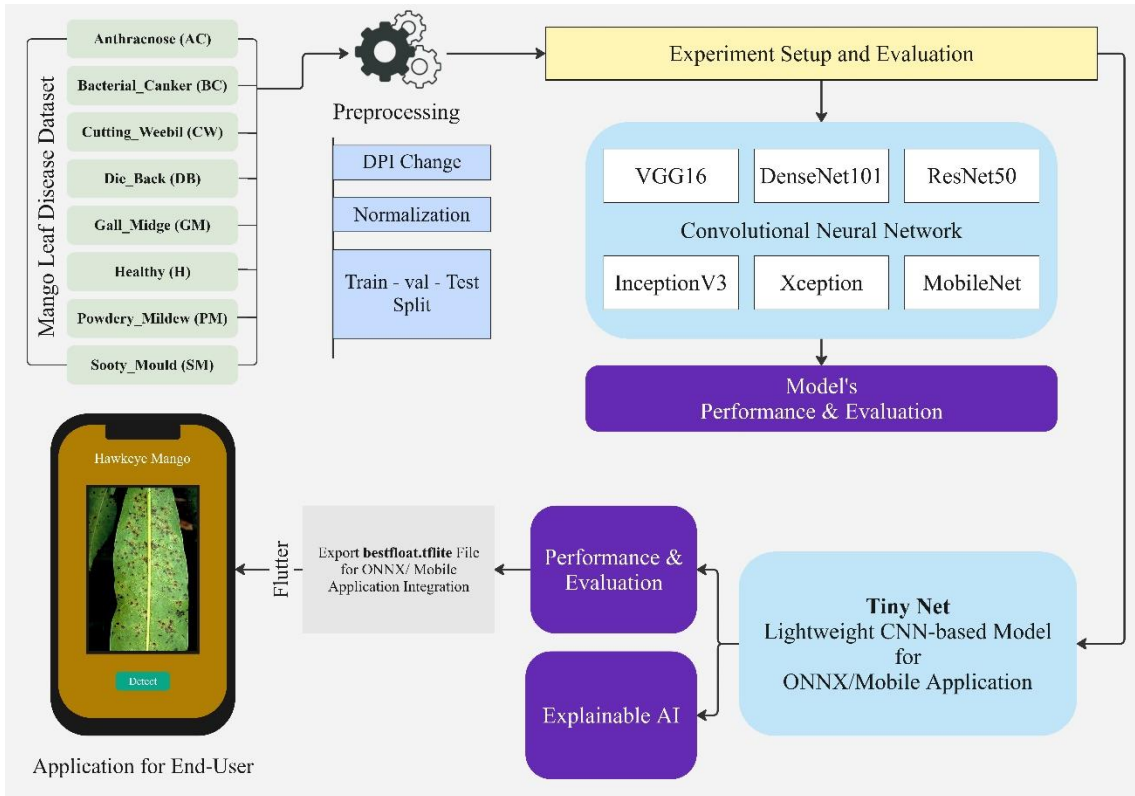 Mango Leaf Disease Dataset
Anthracnose (AC)
Bacterial_Canker (BC)
Cutting_Weebil (CW)
Die_Back (DB)
Gall_Midge (GM)
Healthy (H)
Powdery_Mildew (PM)
Sooty_Mould (SM)
Preprocessing
DPI Change
Normalization
Train - val - Test
Split
Experiment Setup and Evaluation
VGG16
DenseNet101
ResNet50
Convolutional Neural Network
InceptionV3
Xception
MobileNet
Model's
Performance & Evaluation
Tiny Net
Lightweight CNN-based Model
for
ONNX/Mobile Application
Performance &
Evaluation
Explainable AI
Export bestfloat.tflite File
for ONNX/ Mobile
Application Integration
Flutter
Hawkeye Mango
Detect
Application for End-User